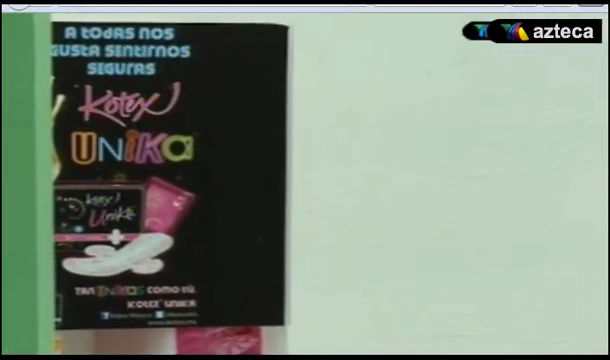 azteca
A TODAS NOS
GUSTA SENTIRNOS
SEGURAS
Kotex
UNIKA
kotex
Unika
TAN UNIKAS COMO TÚ.
KOTEX UNIKA